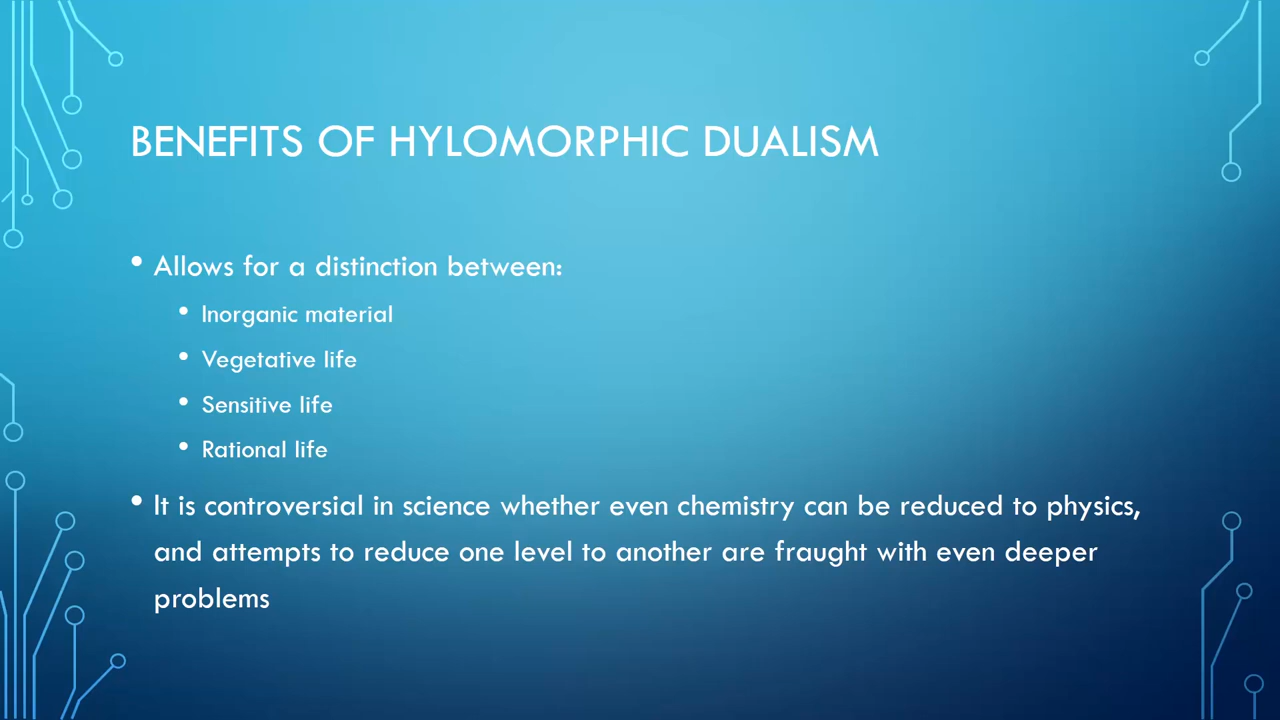 BENEFITS OF HYLOMORPHIC DUALISM
• Allows for a distinction between:
• Inorganic material
• Vegetative life
• Sensitive life
• Rational life
• It is controversial in science whether even chemistry can be reduced to physics,
and attempts to reduce one level to another are fraught with even deeper
problems